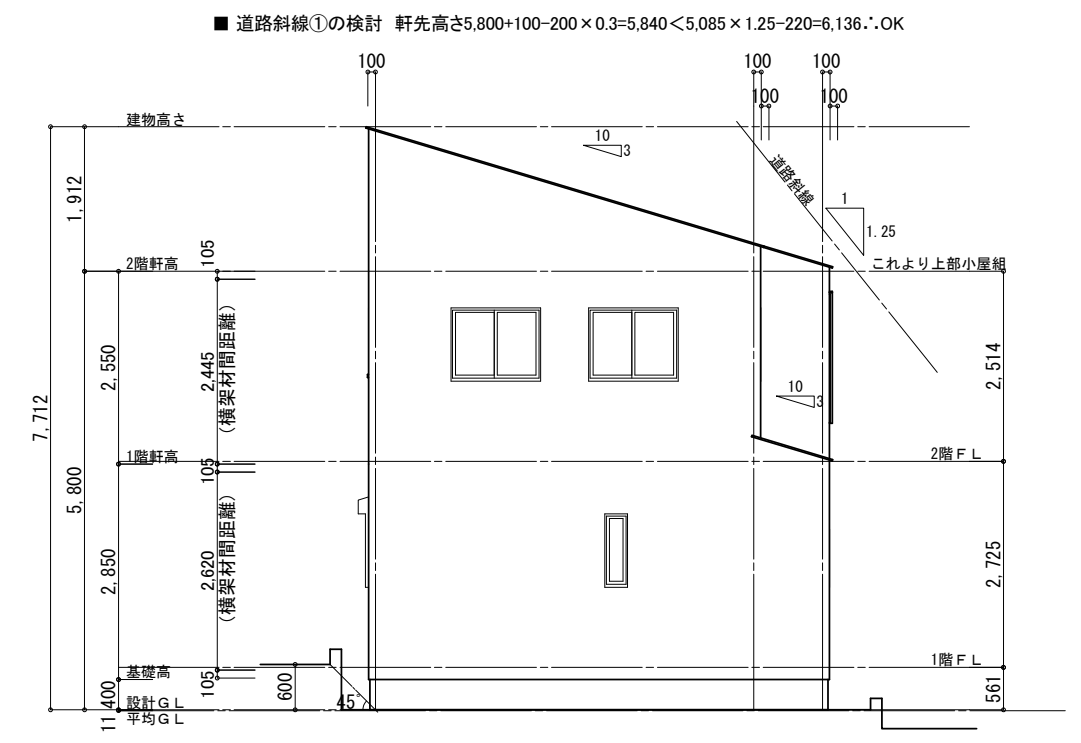 ■ 道路斜線①の検討 軒先高さ5,800+100-200×0.3=5,840＜5,085×1.25-220=6,136∴OK
100
100
100
100
100
建物高さ
10
3
道路斜線
1
1.25
1,912
105
2階軒高
これより上部小屋組
7,712
5,800
2,550
2,445
(横架材間距離)
2,514
10
3
1階軒高
105
2階ＦＬ
2,850
2,620
(横架材間距離)
2,725
1階ＦＬ
基礎高
105
600
45°
561
400
設計ＧＬ
11
平均ＧＬ